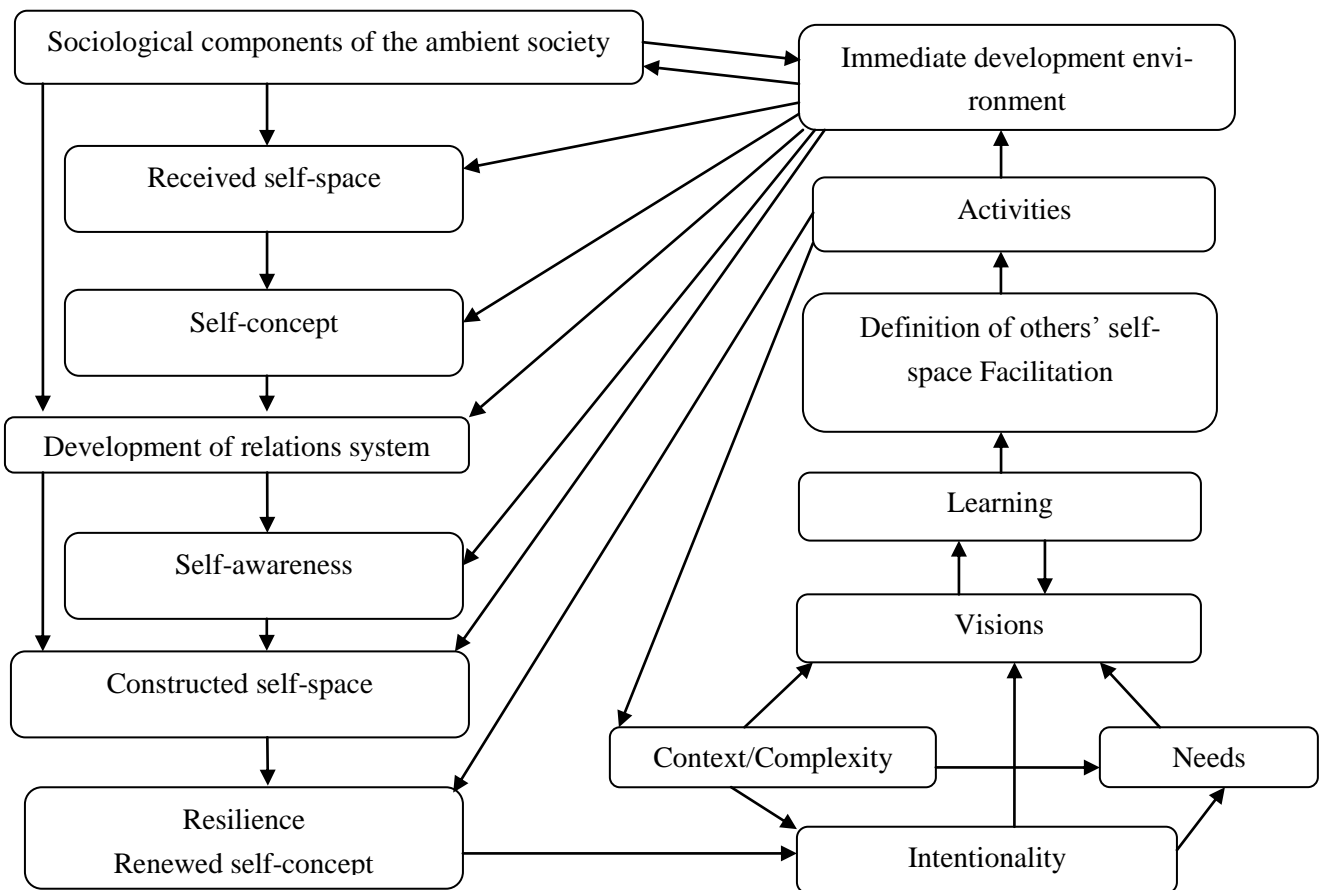 Sociological components of the ambient society
Immediate development envi-
ronment
Received self-space
Activities
Self-concept
Definition of others’ self-
space Facilitation
Development of relations system
Learning
Self-awareness
Visions
Constructed self-space
Context/Complexity
Needs
Resilience
Renewed self-concept
Intentionality